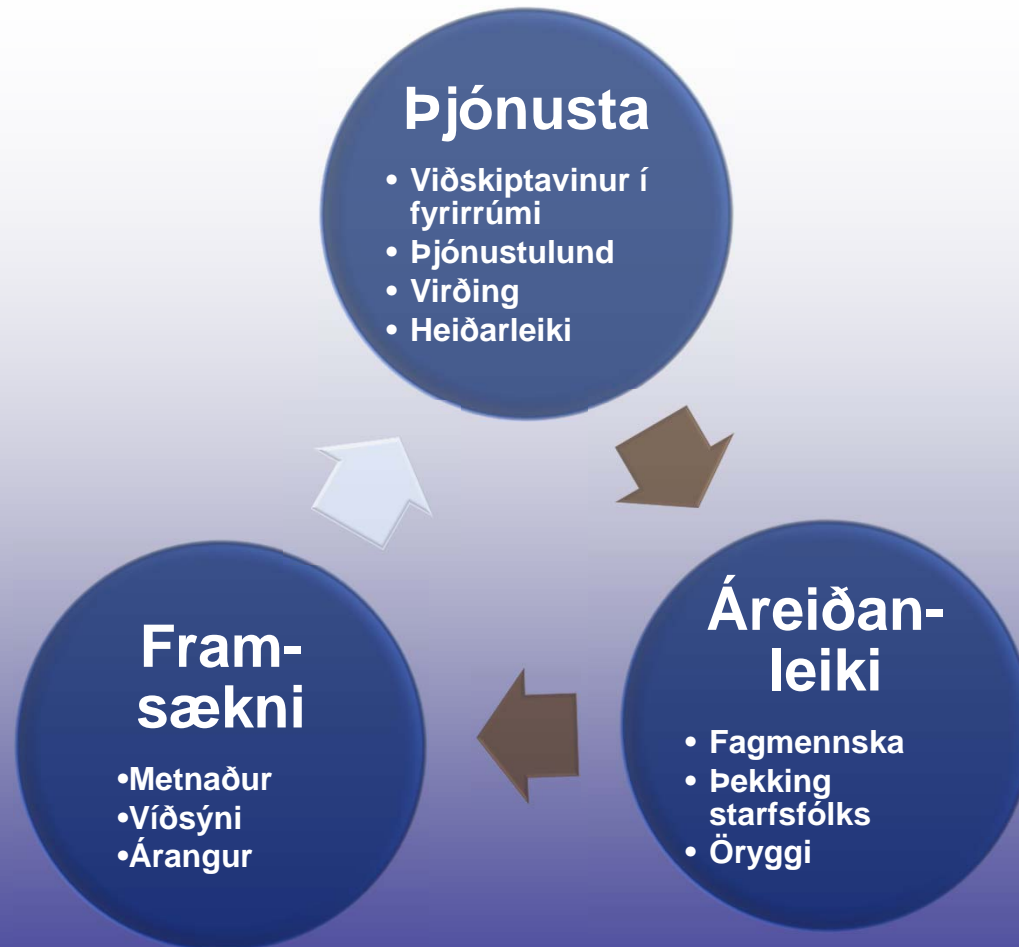 Þjónusta
• Viðskiptavinur í
fyrirrúmi
• Þjónustulund
• Virðing
• Heiðarleiki
Áreiðan-
leiki
• Fagmennska
• Þekking
starfsfólks
• Öryggi
Fram-
sækni
•Metnaður
•Víðsýni
•Árangur